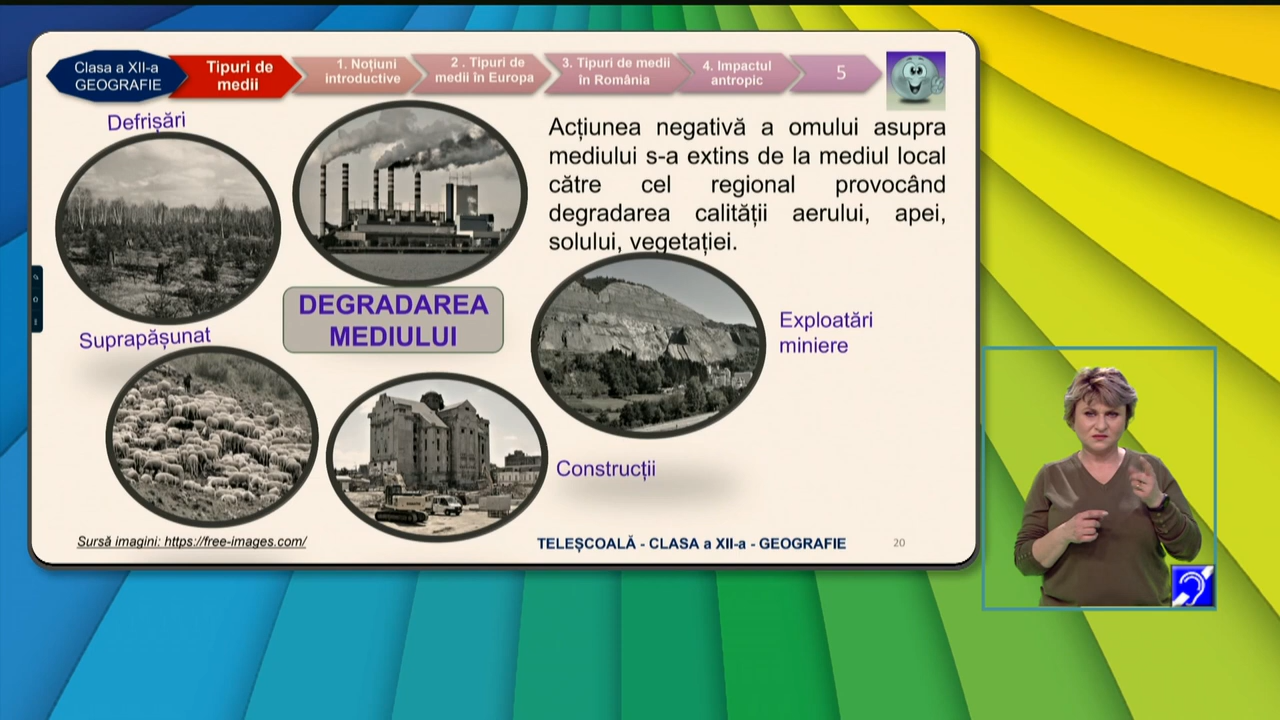 Clasa a XII-a
GEOGRAFIE
Tipuri de
medii
1. Noțiuni
introductive
2 . Tipuri de
medii în Europa
3. Tipuri de medii
în România
4. Impactul
antropic
5
Defrișări
Acțiunea negativă a omului asupra
mediului s-a extins de la mediul local
către cel regional provocând
degradarea calității aerului, apei,
solului, vegetației.
DEGRADAREA
MEDIULUI
Suprapășunat
Exploatări
miniere
Construcții
Sursă imagini: https://free-images.com/
TELEȘCOALĂ - CLASA a XII-a - GEOGRAFIE
20